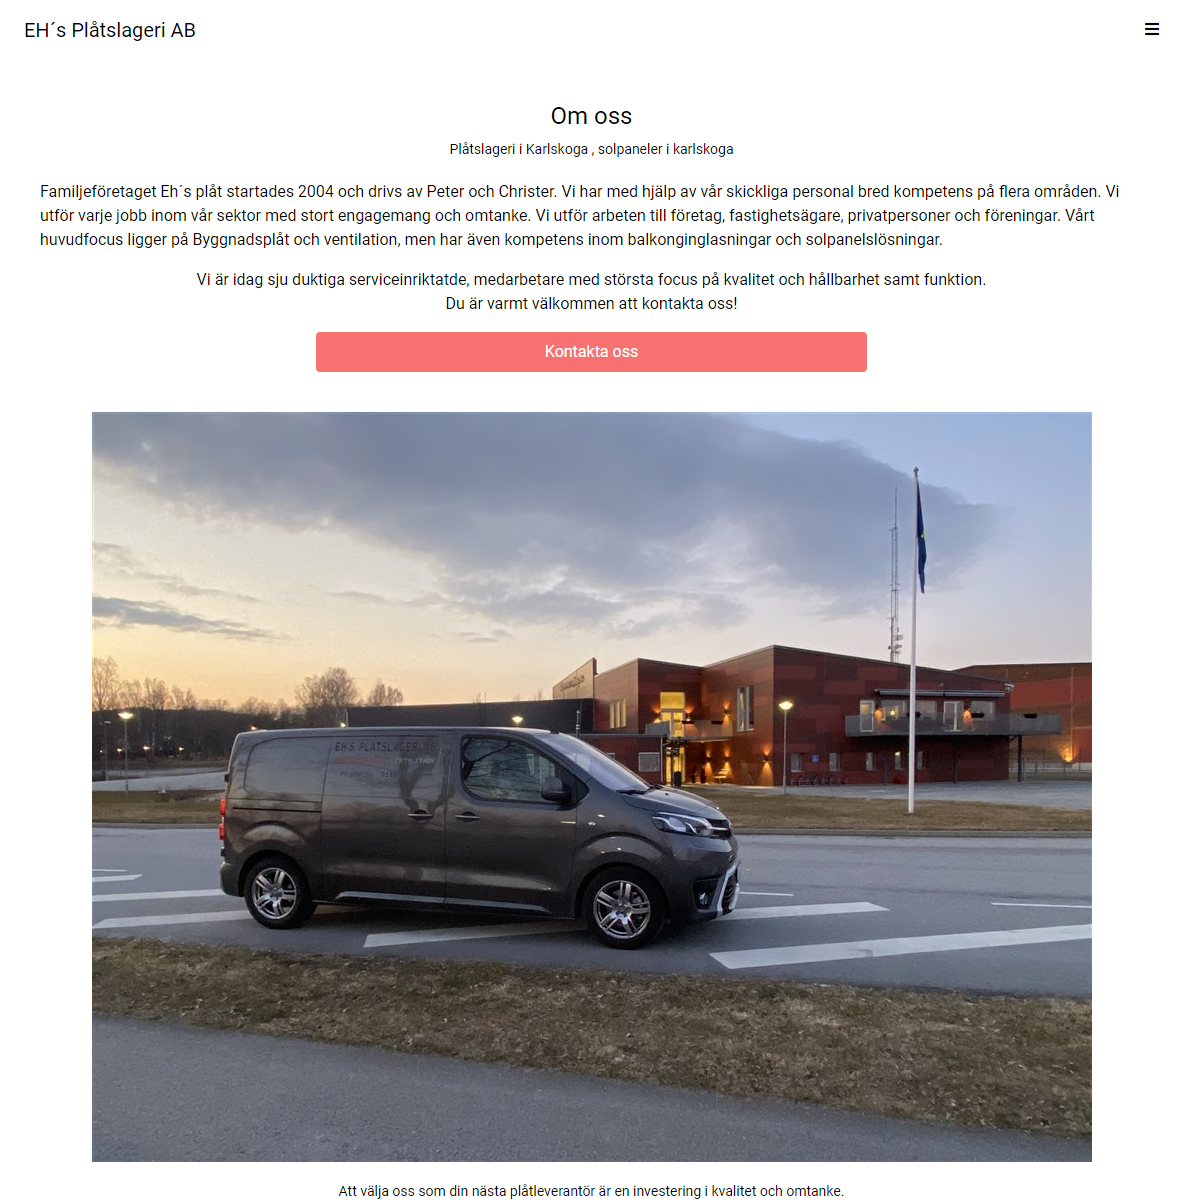 EH´s Plåtslageri AB
Om oss
Plåtslageri i Karlskoga , solpaneler i karlskoga
Familjeföretaget Eh´s plåt startades 2004 och drivs av Peter och Christer. Vi har med hjälp av vår skickliga personal bred kompetens på flera områden. Vi
utför varje jobb inom vår sektor med stort engagemang och omtanke. Vi utför arbeten till företag, fastighetsägare, privatpersoner och föreningar. Vårt
huvudfocus ligger på Byggnadsplåt och ventilation, men har även kompetens inom balkonginglasningar och solpanelslösningar.
Vi är idag sju duktiga serviceinriktatde, medarbetare med största focus på kvalitet och hållbarhet samt funktion.
Du är varmt välkommen att kontakta oss!
Kontakta oss
EH'S PLÅTSLAGERI AB
VENTILATION
Att välja oss som din nästa plåtleverantör är en investering i kvalitet och omtanke.